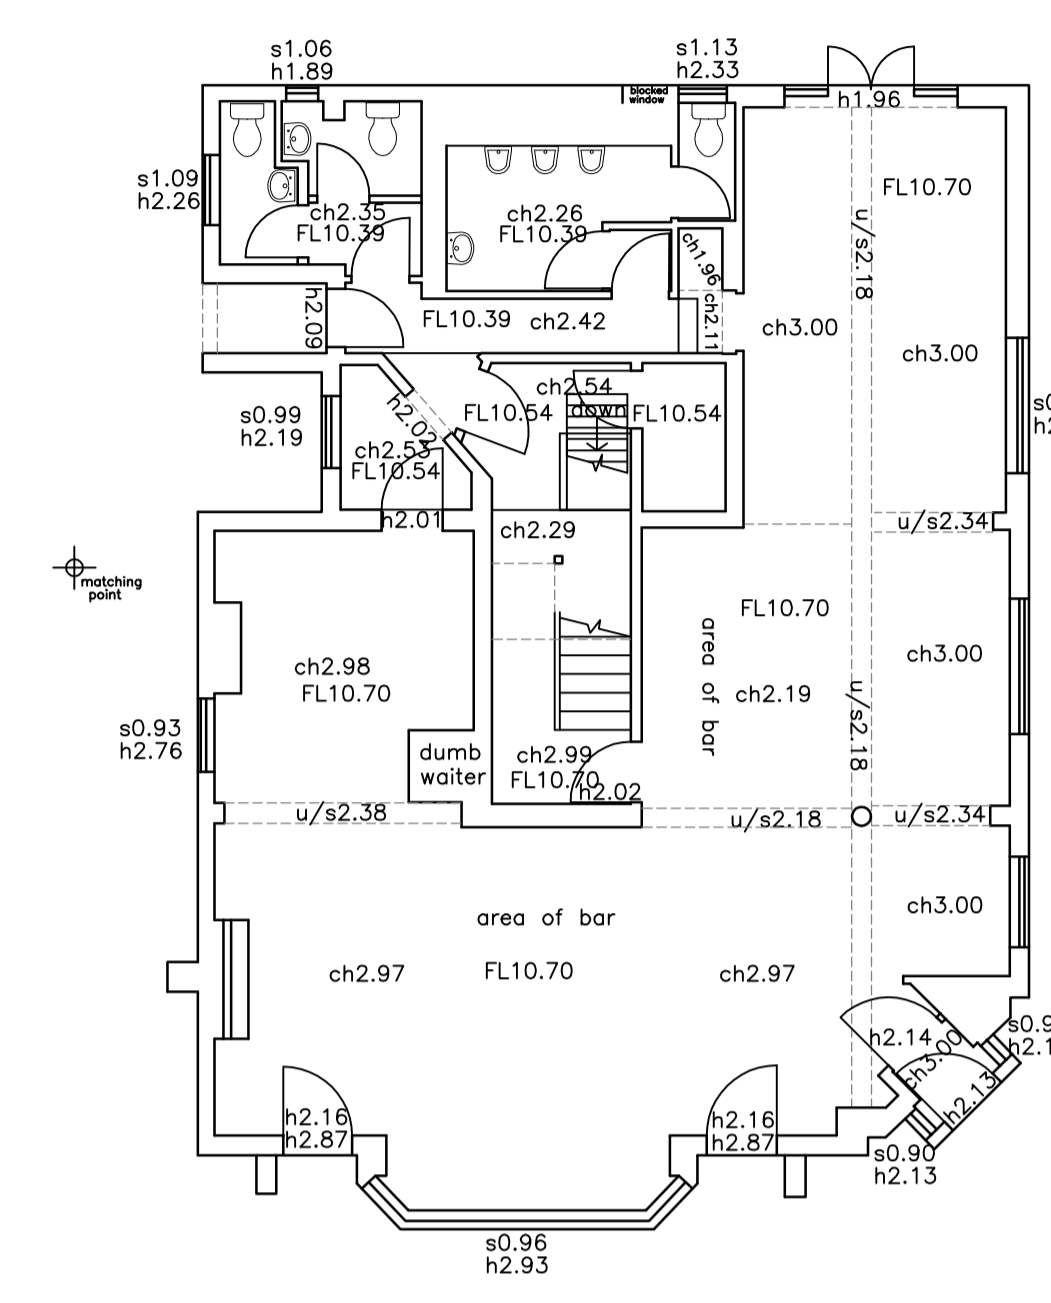 s1.06
h1.89
s1.13
h2.33
blocked
window
h1.96
s1.09
h2.26
FL10.70
ch2.35
FL10.39
ch2.26
FL10.39
u/s2.18
ch1.96
h2.09
FL10.39
ch2.42
ch2.11
ch3.00
ch3.00
s0.99
h2.19
h2.02
ch2.54
FL10.54
down
FL10.54
ch2.53
FL10.54
h2.01
ch2.29
u/s2.34
matching
point
FL10.70
area of bar
ch2.98
FL10.70
ch3.00
ch2.19
u/s2.18
s0.93
h2.76
dumb
waiter
ch2.99
FL10.70
h2.02
u/s2.38
u/s2.18
u/s2.34
area of bar
ch3.00
ch2.97
FL10.70
ch2.97
h2.14
ch3.00
h2.13
h2.16
h2.87
h2.16
h2.87
s0.90
h2.13
s0.96
h2.93